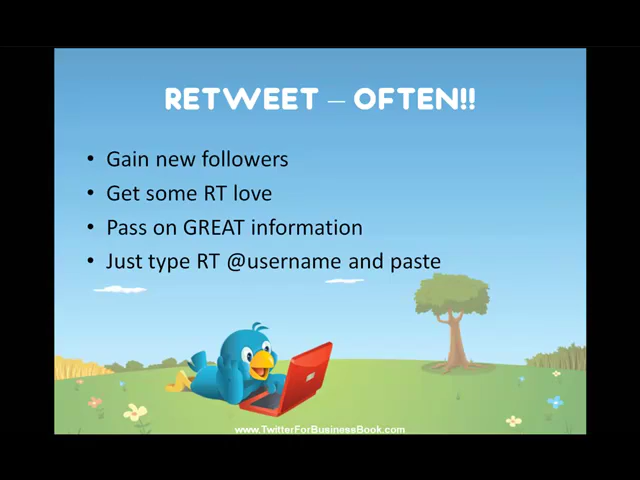 RETWEET – OFTEN!!
• Gain new followers
• Get some RT love
• Pass on GREAT information
• Just type RT @username and paste
www.TwitterForBusinessBook.com